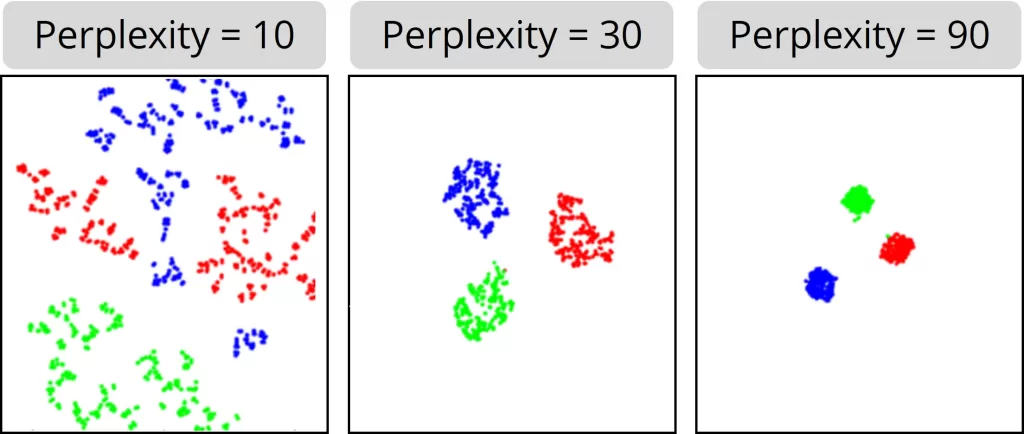 Perplexity = 10
Perplexity = 30
Perplexity = 90